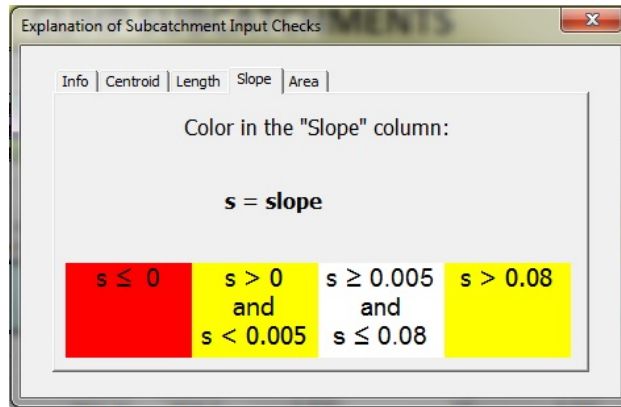 Explanation of Subcatchment Input Checks
Info
Centroid
Length
Slope
Area
Color in the "Slope" column:
s = slope
s ≤ 0
s > 0
and
s < 0.005
s ≥ 0.005
and
s ≤ 0.08
s > 0.08